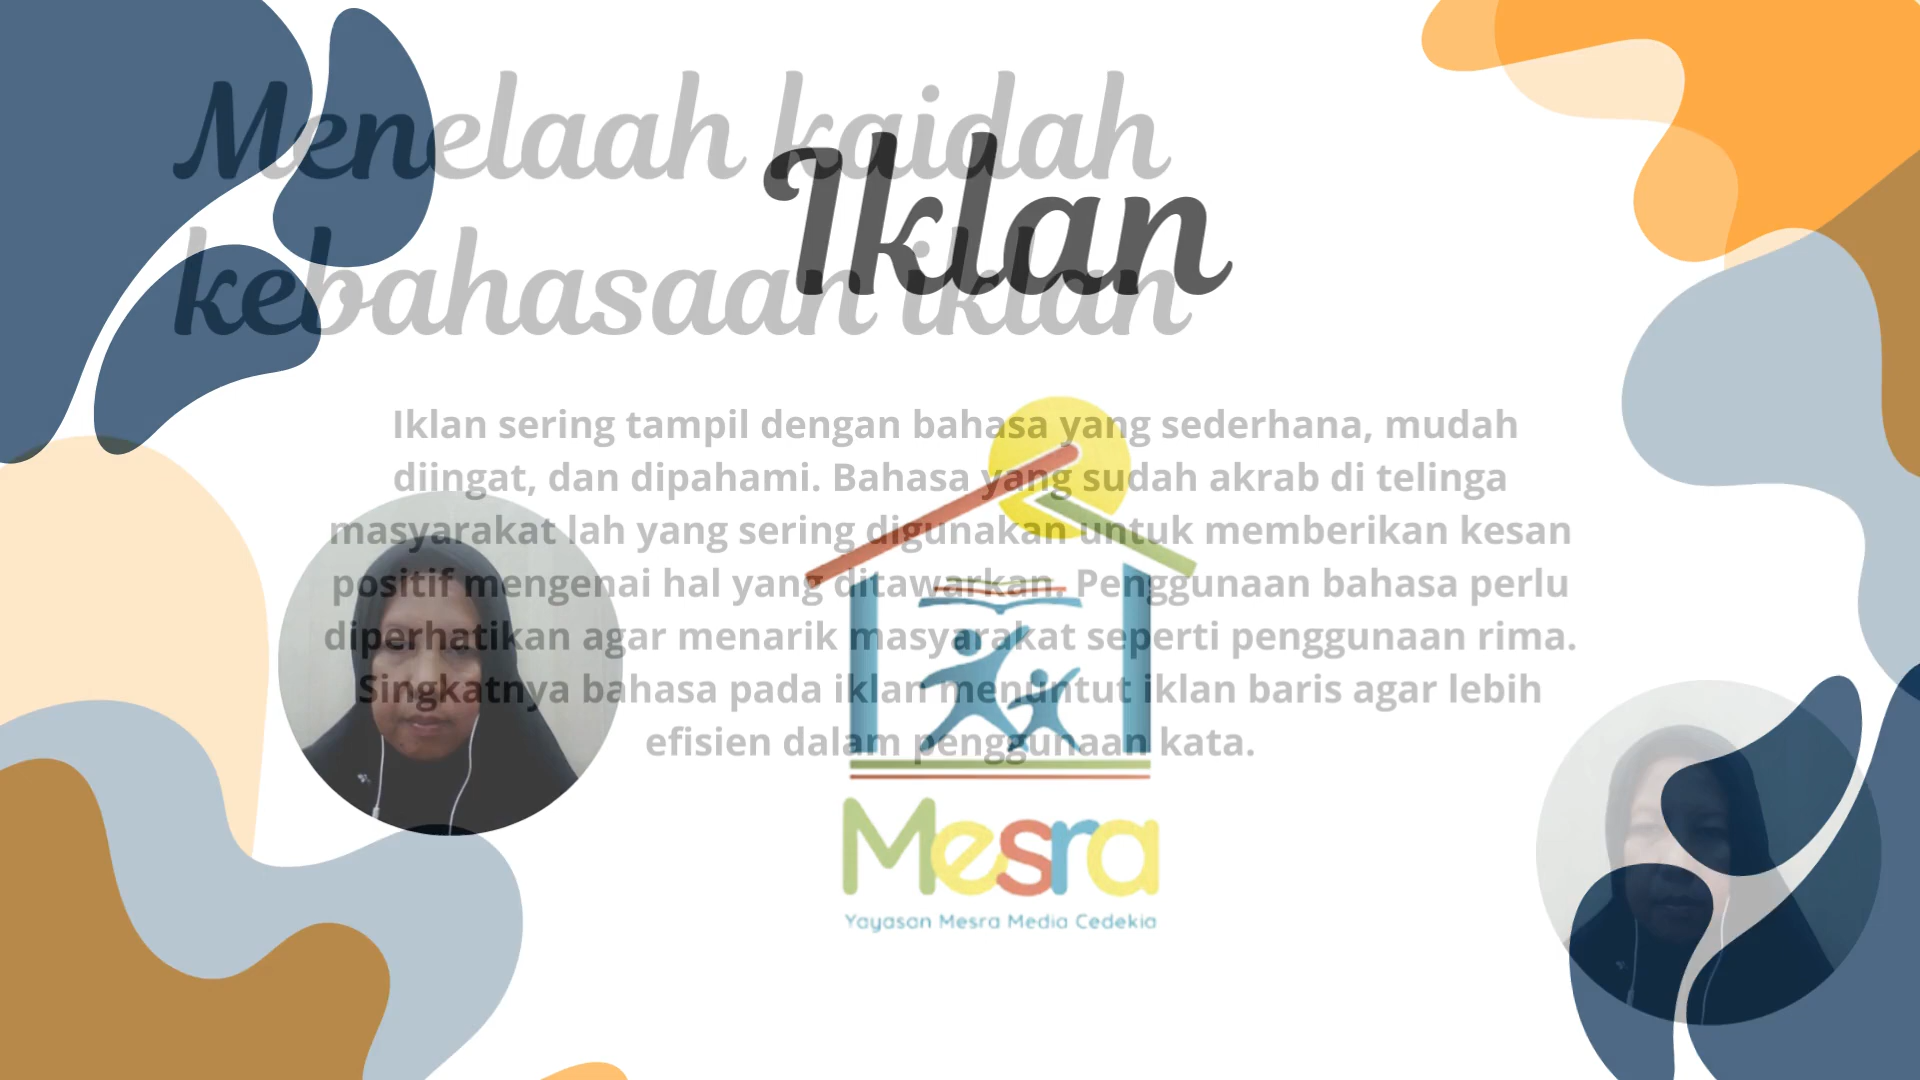 Menelaah kaidah
kebahasaan iklan
Iklan
Iklan sering tampil dengan bahasa yang sederhana, mudah
diingat, dan dipahami. Bahasa yang sudah akrab di telinga
masyarakat lah yang sering digunakan untuk memberikan kesan
positif mengenai hal yang ditawarkan. Penggunaan bahasa perlu
diperhatikan agar menarik masyarakat seperti penggunaan rima.
Singkatnya bahasa pada iklan menuntut iklan baris agar lebih
efisien dalam penggunaan kata.
Mesra
Yayasan Mesra Media Cedekia